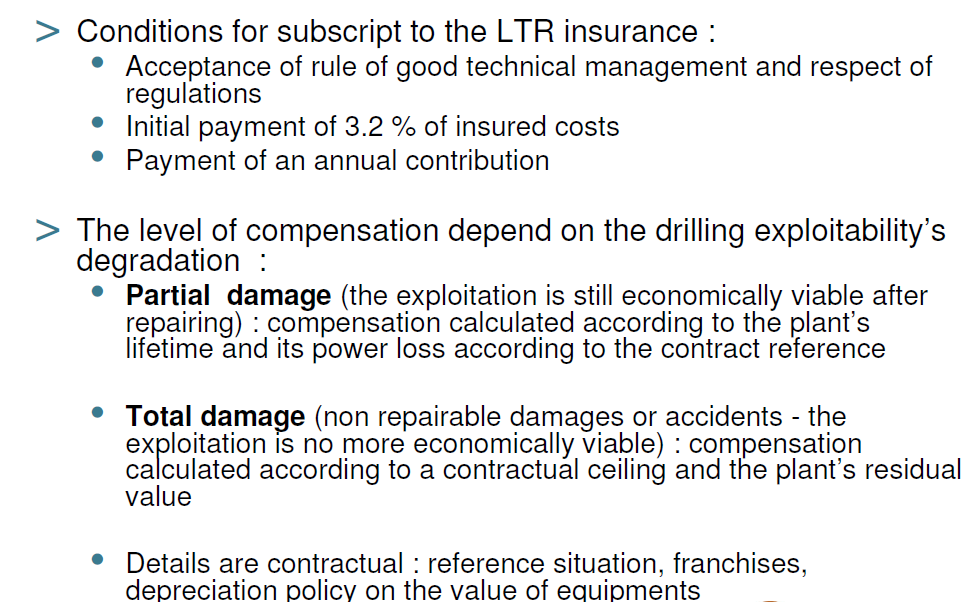 > Conditions for subscript to the LTR insurance :
• Acceptance of rule of good technical management and respect of
regulations
• Initial payment of 3.2 % of insured costs
• Payment of an annual contribution
> The level of compensation depend on the drilling exploitability’s
degradation :
• Partial damage (the exploitation is still economically viable after
repairing) : compensation calculated according to the plant’s
lifetime and its power loss according to the contract reference
• Total damage (non repairable damages or accidents - the
exploitation is no more economically viable) : compensation
calculated according to a contractual ceiling and the plant’s residual
value
• Details are contractual : reference situation, franchises,
depreciation policy on the value of equipments